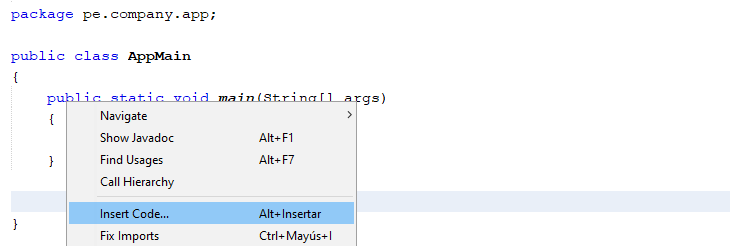 package pe.company.app;
public class AppMain
{
public static void main(String[] args)
{
Navigate
Show Javadoc Alt+F1
Find Usages Alt+F7
}
Call Hierarchy
Insert Code... Alt+Insertar
}
Fix Imports Ctrl+Mayús+I